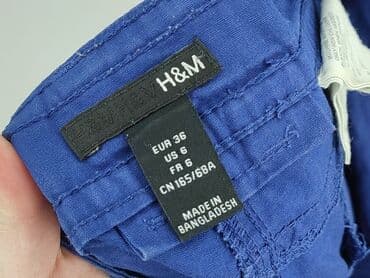 H&M
EUR 36
US 6
FR 6
CN 165/68A
MADE IN
BANGLADESH